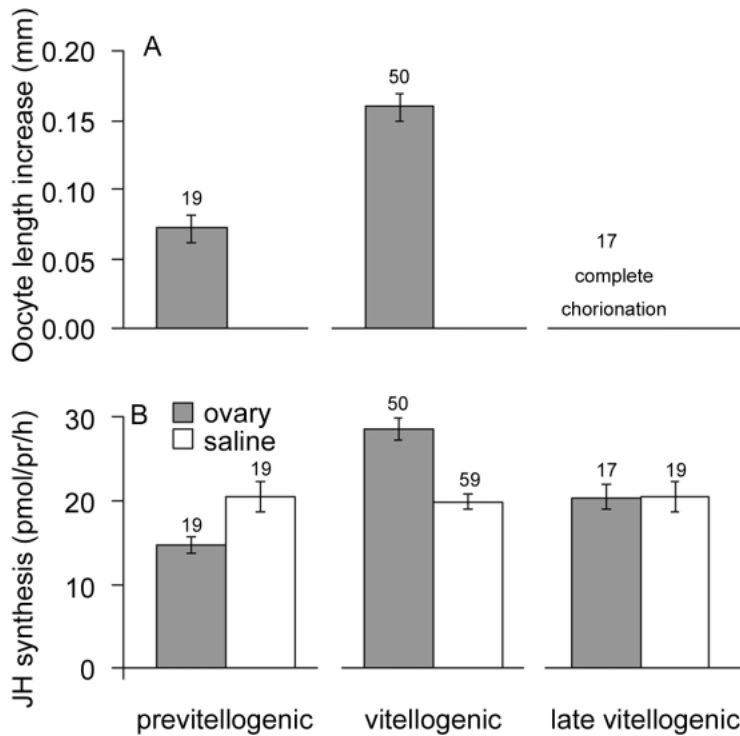 A
Oocyte length increase (mm)
0.20
0.15
0.10
0.05
0.00
19
50
17
complete
chorionation
B
ovary
saline
JH synthesis (pmol/pr/h)
30
20
10
0
19
19
50
59
17
19
previtellogenic
vitellogenic
late vitellogenic